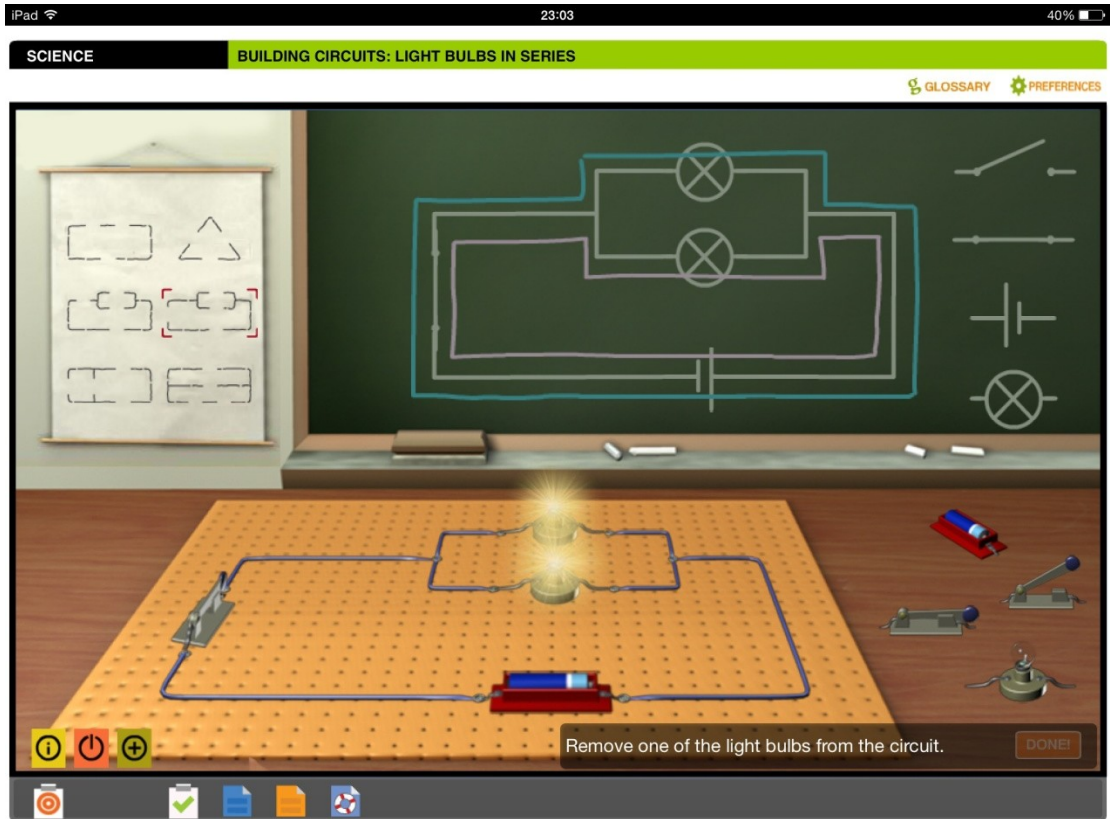 iPad 23:03 40%
SCIENCE BUILDING CIRCUITS: LIGHT BULBS IN SERIES
g GLOSSARY PREFERENCES
Remove one of the light bulbs from the circuit. DONE!